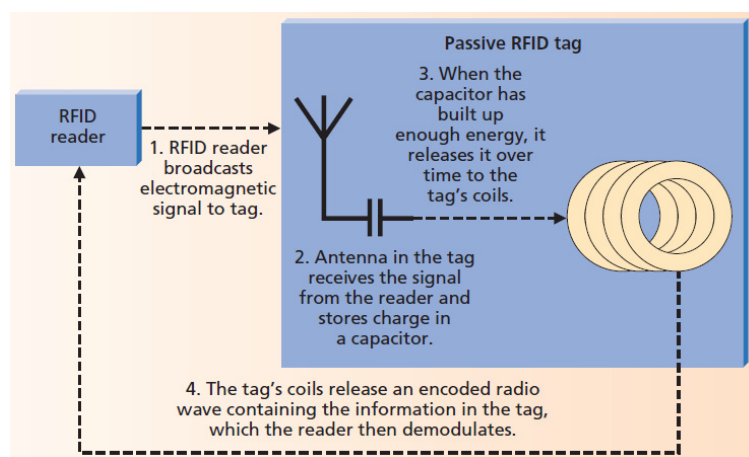 Passive RFID tag
RFID
reader
1. RFID reader
broadcasts
electromagnetic
signal to tag.
2. Antenna in the tag
receives the signal
from the reader and
stores charge in
a capacitor.
3. When the
capacitor has
built up
enough energy, it
releases it over
time to the
tag's coils.
4. The tag's coils release an encoded radio
wave containing the information in the tag,
which the reader then demodulates.